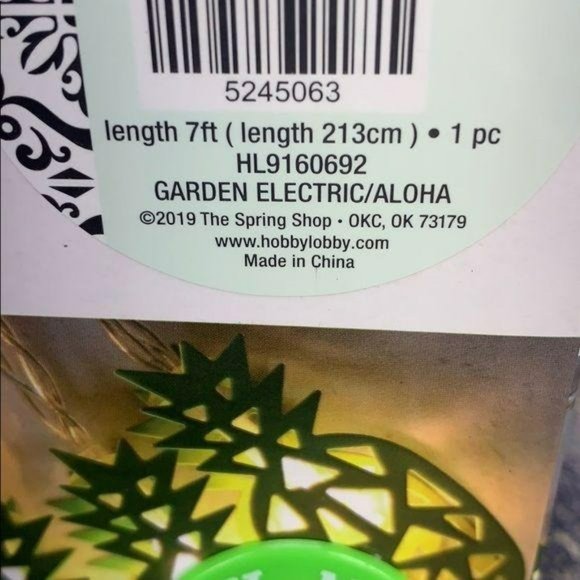 5245063
length 7ft ( length 213cm ) • 1 pc
HL9160692
GARDEN ELECTRIC/ALOHA
©2019 The Spring Shop • OKC, OK 73179
www.hobbylobby.com
Made in China